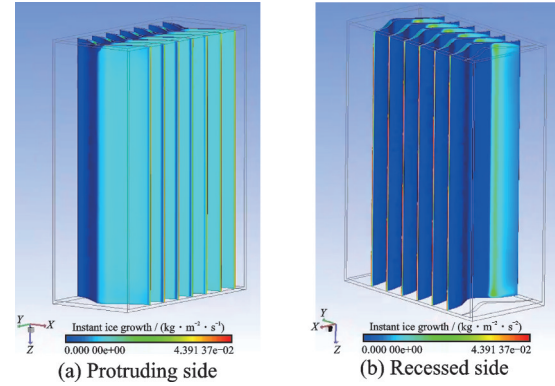 Y
X
Z
Instant ice growth / (kg · m⁻² · s⁻¹)
0.000 00e+00 4.391 37e−02
(a) Protruding side
Y
X
Z
Instant ice growth / (kg · m⁻² · s⁻¹)
0.000 00e+00 4.391 37e−02
(b) Recessed side